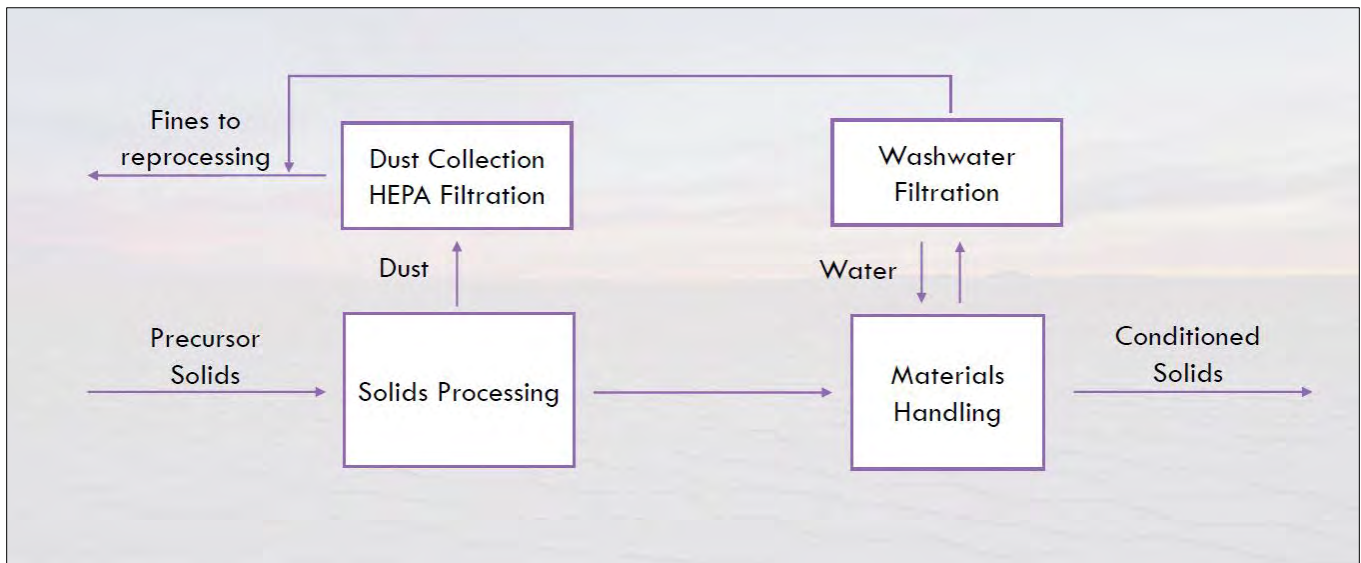 Fines to
reprocessing
Dust Collection
HEPA Filtration
Washwater
Filtration
Dust
Water
Precursor
Solids
Solids Processing
Materials
Handling
Conditioned
Solids